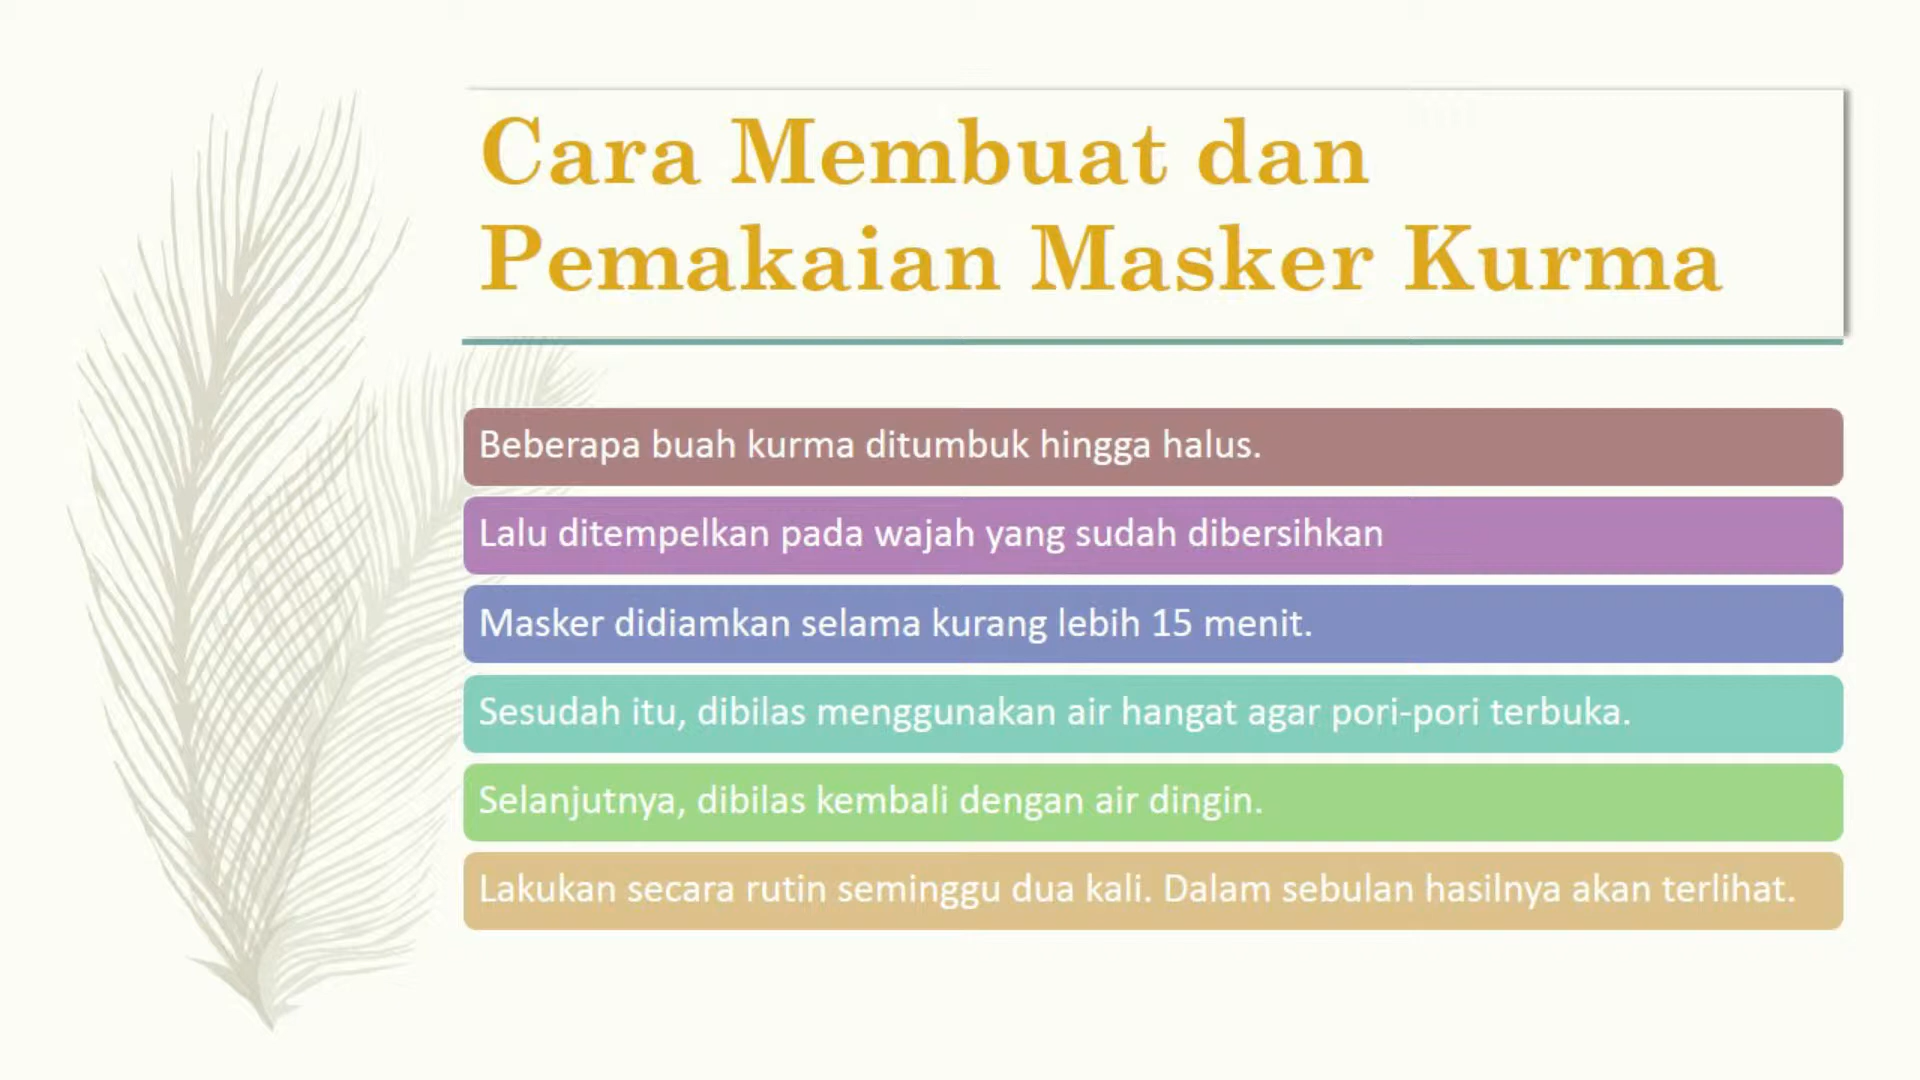 Cara Membuat dan
Pemakaian Masker Kurma
Beberapa buah kurma ditumbuk hingga halus.
Lalu ditempelkan pada wajah yang sudah dibersihkan
Masker didiamkan selama kurang lebih 15 menit.
Sesudah itu, dibilas menggunakan air hangat agar pori-pori terbuka.
Selanjutnya, dibilas kembali dengan air dingin.
Lakukan secara rutin seminggu dua kali. Dalam sebulan hasilnya akan terlihat.